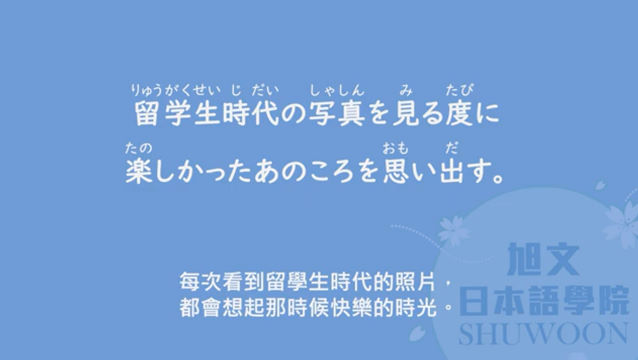 りゅうがくせい じ だい しゃしん み たび
留学生時代の写真を見る度に
たの おも だ
楽しかったあのころを思い出す。
每次看到留學生時代的照片，
都會想起那時候快樂的時光。
旭文
日本語學院
SHUWOON